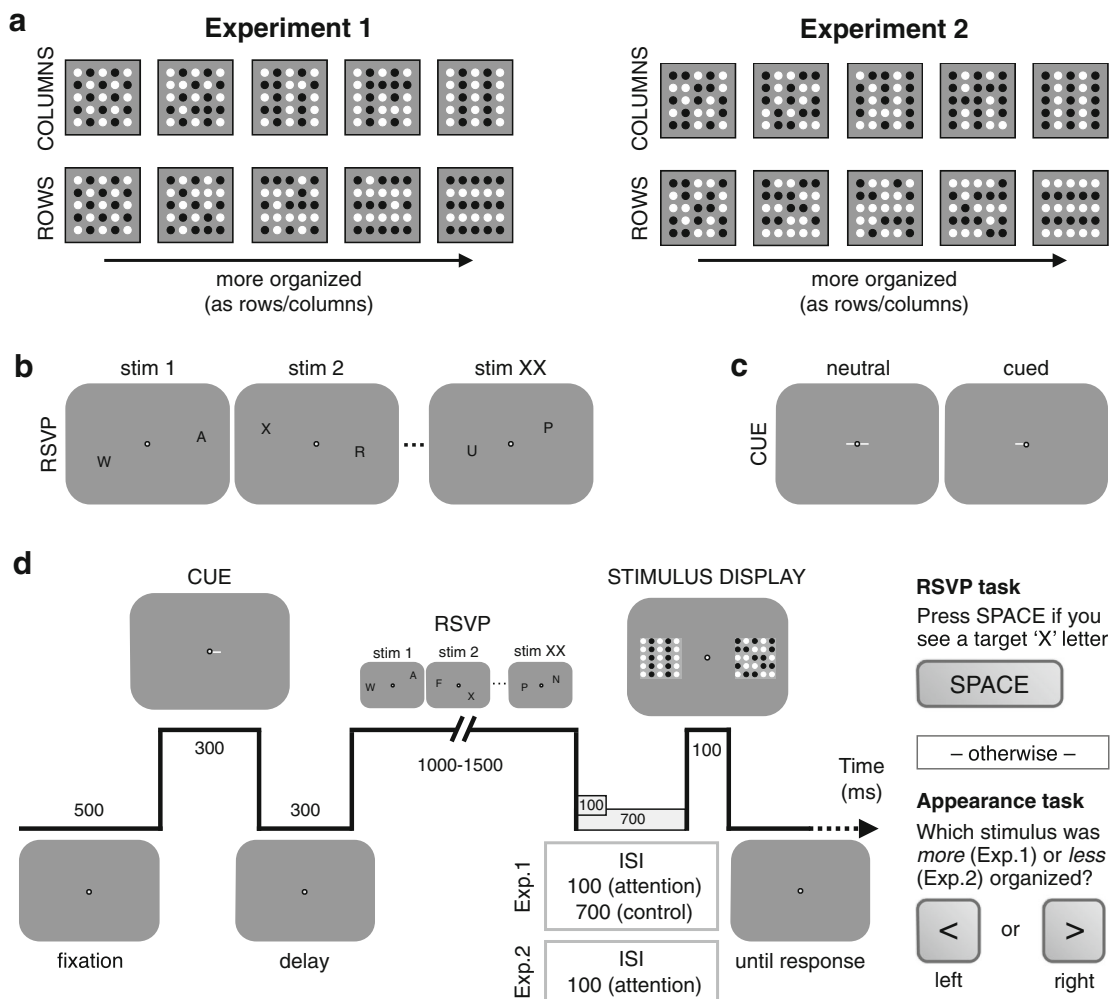 a
Experiment 1
Experiment 2
COLUMNS
ROWS
more organized
(as rows/columns)
COLUMNS
ROWS
more organized
(as rows/columns)
b
stim 1
stim 2
stim XX
RSVP
W
A
X
R
...
U
P
c
neutral
cued
CUE
d
CUE
RSVP
stim 1
stim 2
stim XX
W
A
F
X
...
P
N
STIMULUS DISPLAY
500
300
300
1000-1500
100
700
100
Time
(ms)
fixation
delay
Exp.1
ISI
100 (attention)
700 (control)
Exp.2
ISI
100 (attention)
until response
RSVP task
Press SPACE if you
see a target ‘X’ letter
SPACE
– otherwise –
Appearance task
Which stimulus was
more (Exp.1) or less
(Exp.2) organized?
< or >
left right